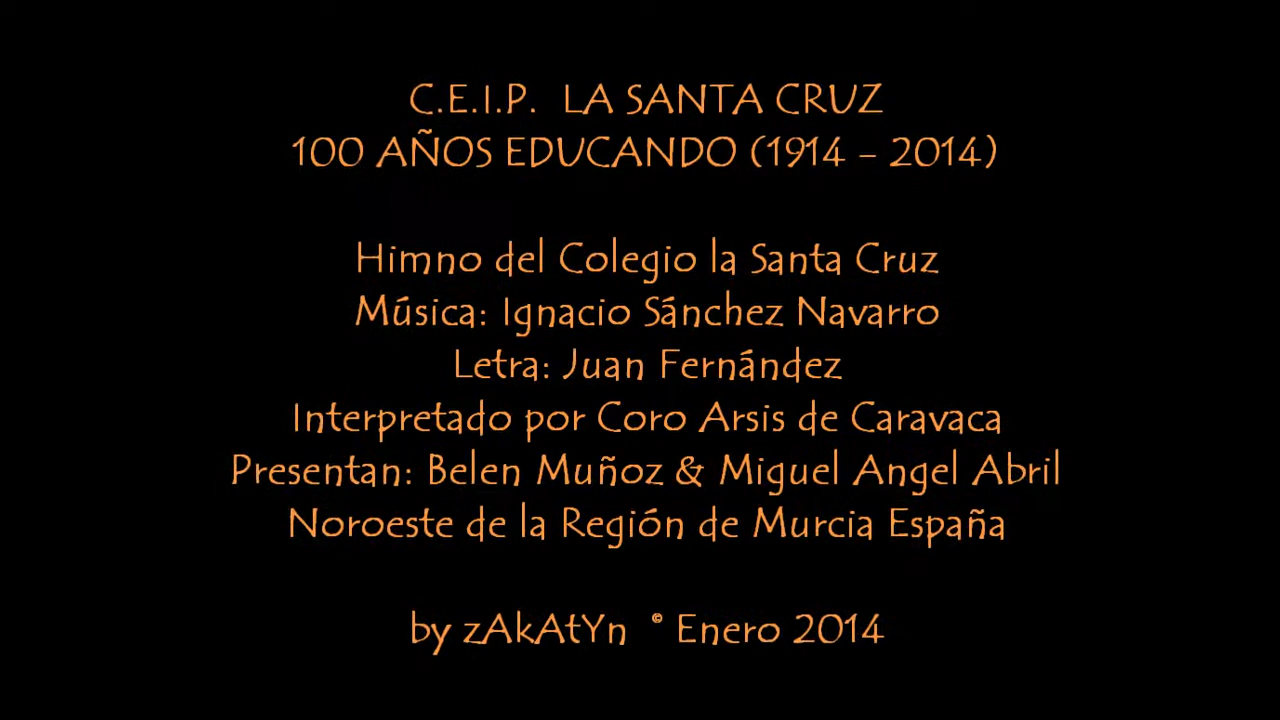 C.E.I.P. LA SANTA CRUZ
100 AÑOS EDUCANDO (1914 - 2014)
Himno del Colegio la Santa Cruz
Música: Ignacio Sánchez Navarro
Letra: Juan Fernández
Interpretado por Coro Arsis de Caravaca
Presentan: Belen Muñoz & Miguel Angel Abril
Noroeste de la Región de Murcia España
by zAkAtYn © Enero 2014